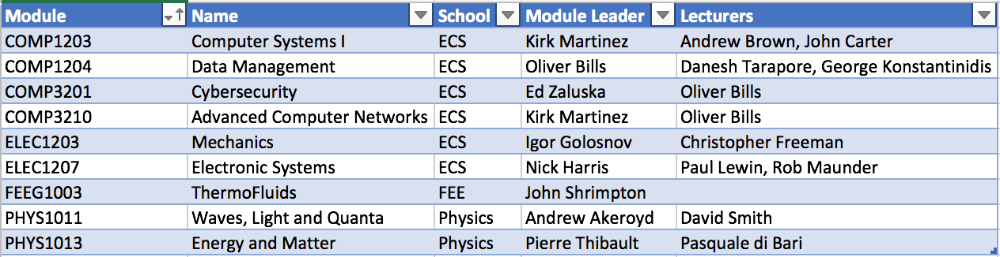 Module Name School Module Leader Lecturers
COMP1203 Computer Systems I ECS Kirk Martinez Andrew Brown, John Carter
COMP1204 Data Management ECS Oliver Bills Danesh Tarapore, George Konstantinidis
COMP3201 Cybersecurity ECS Ed Zaluska Oliver Bills
COMP3210 Advanced Computer Networks ECS Kirk Martinez Oliver Bills
ELEC1203 Mechanics ECS Igor Golosnov Christopher Freeman
ELEC1207 Electronic Systems ECS Nick Harris Paul Lewin, Rob Maunder
FEEG1003 ThermoFluids FEE John Shrimpton
PHYS1011 Waves, Light and Quanta Physics Andrew Akeroyd David Smith
PHYS1013 Energy and Matter Physics Pierre Thibault Pasquale di Bari